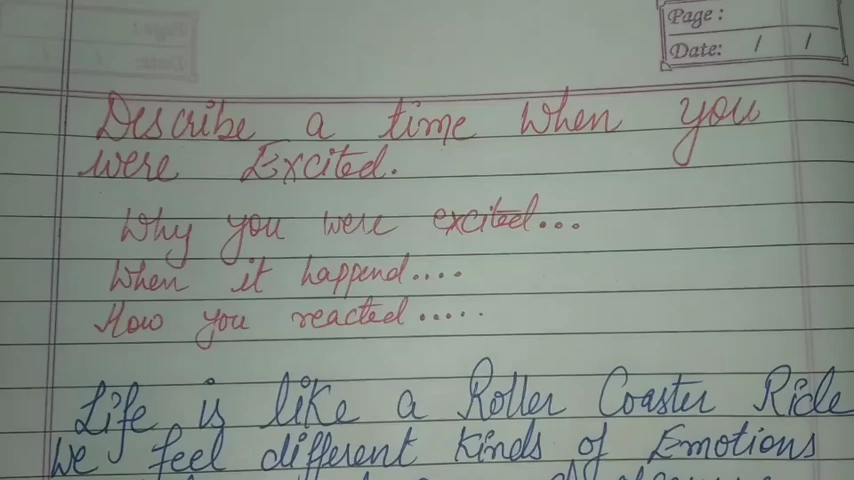 Page:
Date: / /
Describe a time when you
were Excited.
Why you were excited...
When it happend....
How you reacted.....
Life is like a Roller Coaster Ride
We feel different Kinds of Emotions